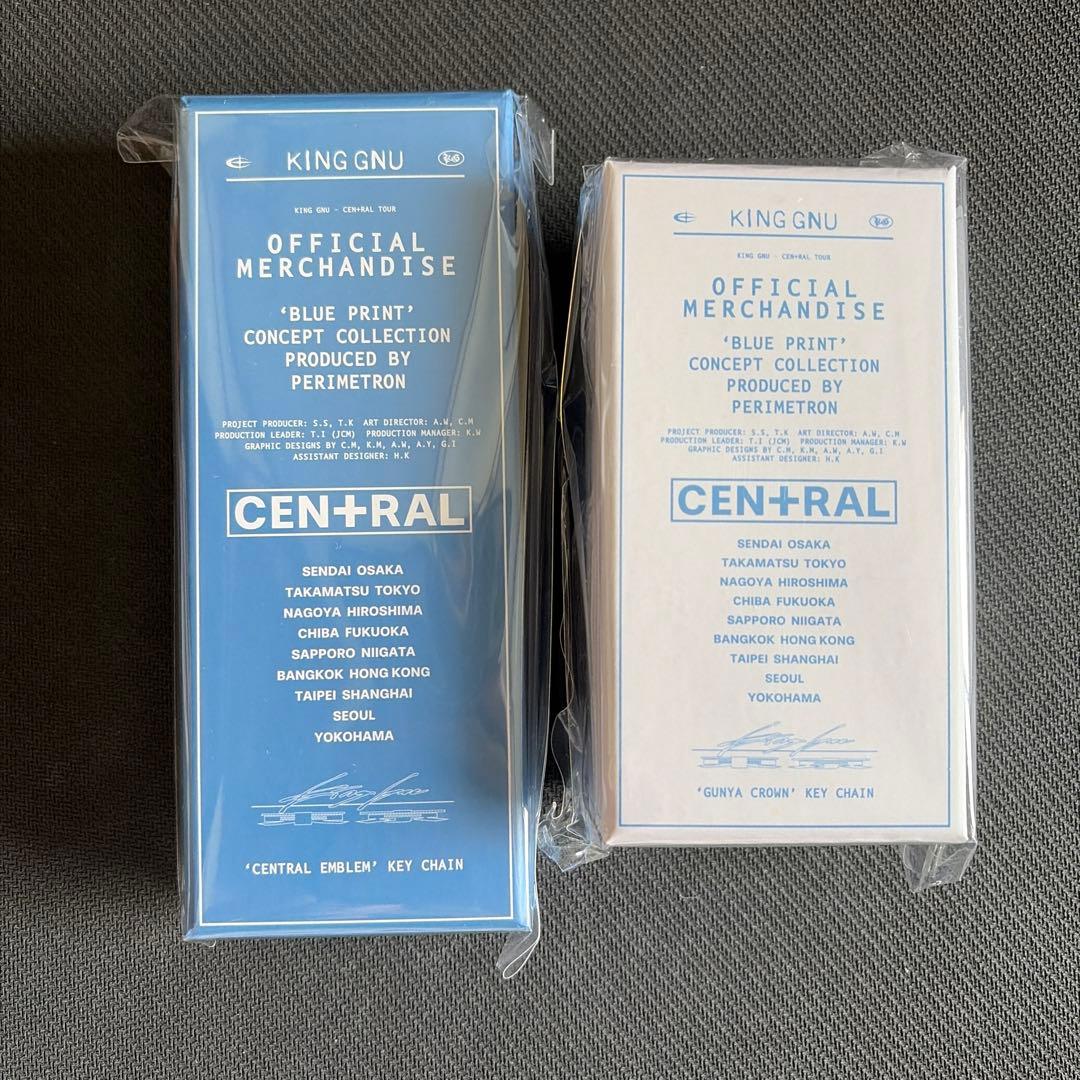 KING GNU
KING GNU - CEN+RAL TOUR
OFFICIAL
MERCHANDISE
‘BLUE PRINT’
CONCEPT COLLECTION
PRODUCED BY
PERIMETRON
PROJECT PRODUCER: S.S, T.K ART DIRECTOR: A.W, C.M
PRODUCTION LEADER: T.I (JCM) PRODUCTION MANAGER: K.W
GRAPHIC DESIGNS BY C.M, K.M, A.W, A.Y, G.I
ASSISTANT DESIGNER: H.K
CEN+RAL
SENDAI OSAKA
TAKAMATSU TOKYO
NAGOYA HIROSHIMA
CHIBA FUKUOKA
SAPPORO NIIGATA
BANGKOK HONG KONG
TAIPEI SHANGHAI
SEOUL
YOKOHAMA
‘CENTRAL EMBLEM’ KEY CHAIN
KING GNU
KING GNU - CEN+RAL TOUR
OFFICIAL
MERCHANDISE
‘BLUE PRINT’
CONCEPT COLLECTION
PRODUCED BY
PERIMETRON
PROJECT PRODUCER: S.S, T.K ART DIRECTOR: A.W, C.M
PRODUCTION LEADER: T.I (JCM) PRODUCTION MANAGER: K.W
GRAPHIC DESIGNS BY C.M, K.M, A.W, A.Y, G.I
ASSISTANT DESIGNER: H.K
CEN+RAL
SENDAI OSAKA
TAKAMATSU TOKYO
NAGOYA HIROSHIMA
CHIBA FUKUOKA
SAPPORO NIIGATA
BANGKOK HONG KONG
TAIPEI SHANGHAI
SEOUL
YOKOHAMA
‘GUNYA CROWN’ KEY CHAIN